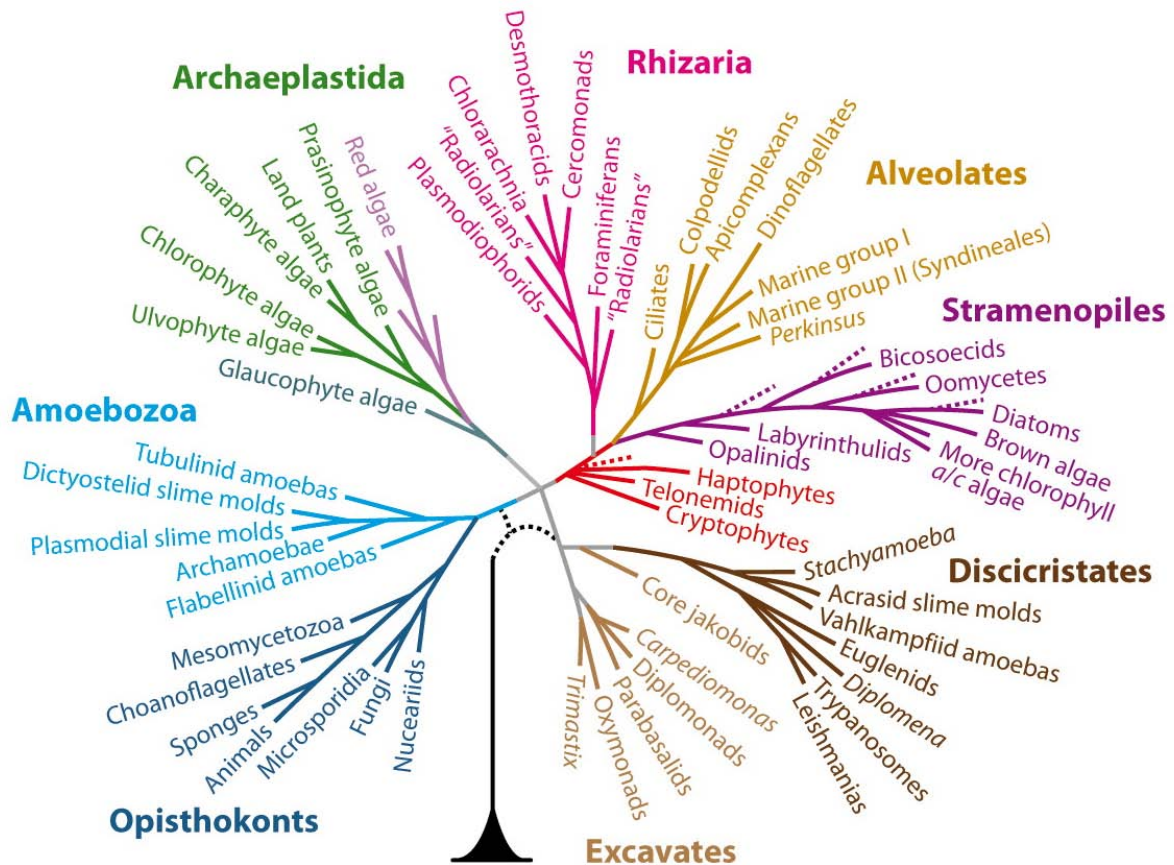 Archaeplastida
Ulvophyte algae
Chlorophyte algae
Charaphyte algae
Land plants
Prasinophyte algae
Red algae
Glaucophyte algae
Rhizaria
Plasmodiophorids
"Radiolarians"
Chlorarachnia
Desmothoracids
Cercomonads
Foraminiferans
"Radiolarians"
Alveolates
Ciliates
Colpodellids
Apicomplexans
Dinoflagellates
Marine group I
Marine group II (Syndineales)
Perkinsus
Stramenopiles
Bicosoecids
Oomycetes
Diatoms
Brown algae
More chlorophyll
a/c algae
Labyrinthulids
Opalinids
Haptophytes
Telonemids
Cryptophytes
Discicristates
Stachyamoeba
Acrasid slime molds
Vahlkampfiid amoebas
Euglenids
Diplomena
Trypanosomes
Leishmanias
Core jakobids
Carpediomonas
Diplomonads
Parabasalids
Oxymonads
Trimastix
Excavates
Amoebozoa
Tubulinid amoebas
Dictyostelid slime molds
Plasmodial slime molds
Archamoebae
Flabellinid amoebas
Mesomycetozoa
Choanoflagellates
Sponges
Animals
Microsporidia
Fungi
Nuceariids
Opisthokonts